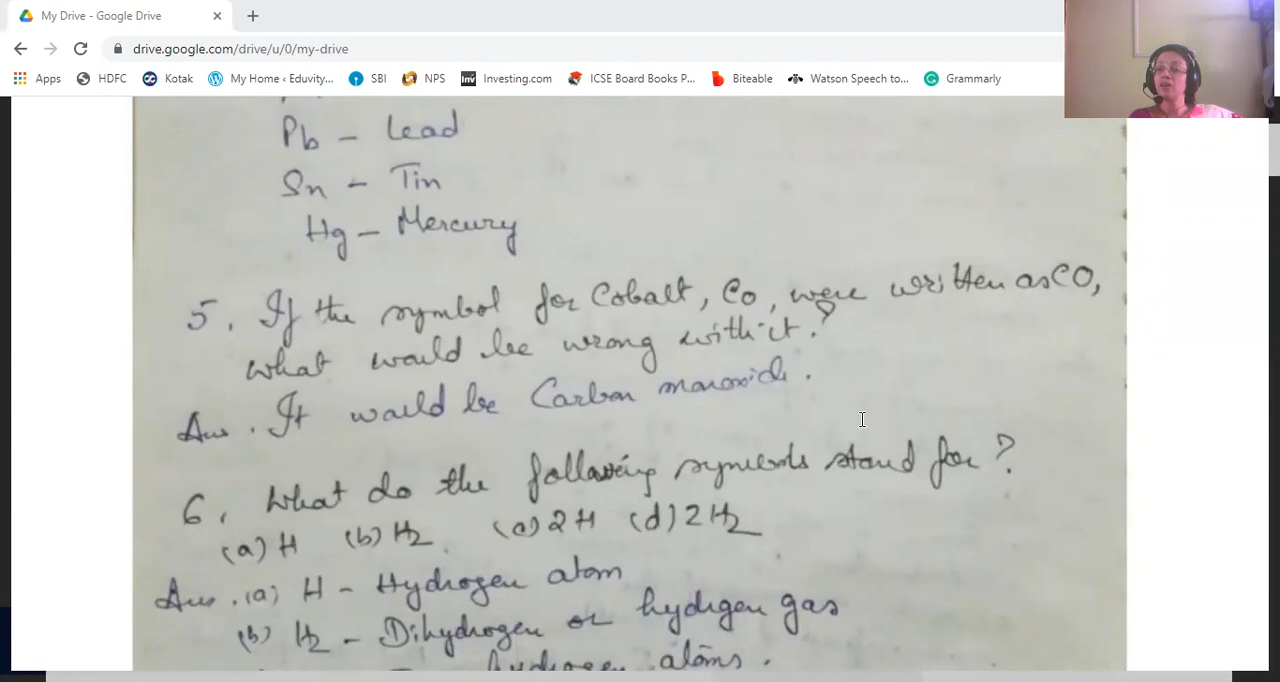 My Drive - Google Drive
drive.google.com/drive/u/0/my-drive
Apps HDFC Kotak My Home ‹ Eduvity... SBI NPS Inv Investing.com ICSE Board Books P... Biteable Watson Speech to... Grammarly
Pb - Lead
Sn - Tin
Hg - Mercury
5. If the symbol for Cobalt, Co, were written as CO,
what would be wrong with it?
Ans. It would be Carbon monoxide.
6. What do the following symbols stand for?
(a) H (b) H2 (c) 2H (d) 2H2
Ans. (a) H - Hydrogen atom
(b) H2 - Dihydrogen or hydrigen gas
hydrogen atoms.